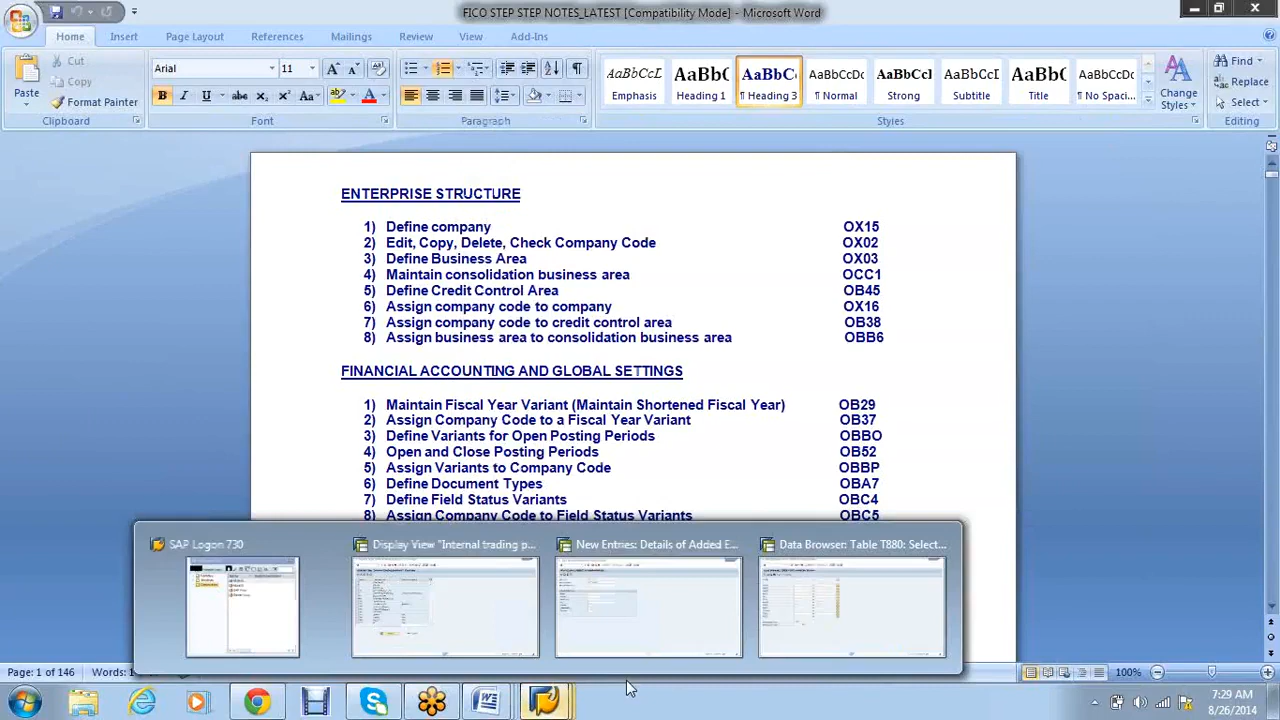 FICO STEP STEP NOTES_LATEST [Compatibility Mode] - Microsoft Word
Home Insert Page Layout References Mailings Review View Add-Ins
Paste
Cut
Copy
Format Painter
Clipboard
Arial 11
Font
Paragraph
AaBbCcL Emphasis
AaBbC Heading 1
AaBbC ¶ Heading 3
AaBbCcDc ¶ Normal
AaBbCcI Strong
AaBbCcL Subtitle
AaBbC Title
AaBbCcDc ¶ No Spaci...
Change Styles
Styles
Find
Replace
Select
Editing
ENTERPRISE STRUCTURE
1) Define company OX15
2) Edit, Copy, Delete, Check Company Code OX02
3) Define Business Area OX03
4) Maintain consolidation business area OCC1
5) Define Credit Control Area OB45
6) Assign company code to company OX16
7) Assign company code to credit control area OB38
8) Assign business area to consolidation business area OBB6
FINANCIAL ACCOUNTING AND GLOBAL SETTINGS
1) Maintain Fiscal Year Variant (Maintain Shortened Fiscal Year) OB29
2) Assign Company Code to a Fiscal Year Variant OB37
3) Define Variants for Open Posting Periods OBBO
4) Open and Close Posting Periods OB52
5) Assign Variants to Company Code OBBP
6) Define Document Types OBA7
7) Define Field Status Variants OBC4
8) Assign Company Code to Field Status Variants OBC5
SAP Logon 730
Display View "Internal trading p...
New Entries: Details of Added E...
Data Browser: Table T880: Select...
Page: 1 of 146 Words: 1
100%
7:29 AM
8/26/2014